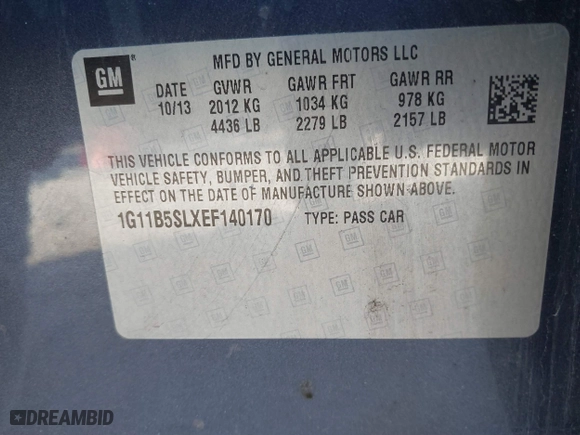 GM
®
MFD BY GENERAL MOTORS LLC
DATE GVWR GAWR FRT GAWR RR
10/13 2012 KG 1034 KG 978 KG
4436 LB 2279 LB 2157 LB
THIS VEHICLE CONFORMS TO ALL APPLICABLE U.S. FEDERAL MOTOR
VEHICLE SAFETY, BUMPER, AND THEFT PREVENTION STANDARDS IN
EFFECT ON THE DATE OF MANUFACTURE SHOWN ABOVE.
1G11B5SLXEF140170 TYPE: PASS CAR
DREAMBID